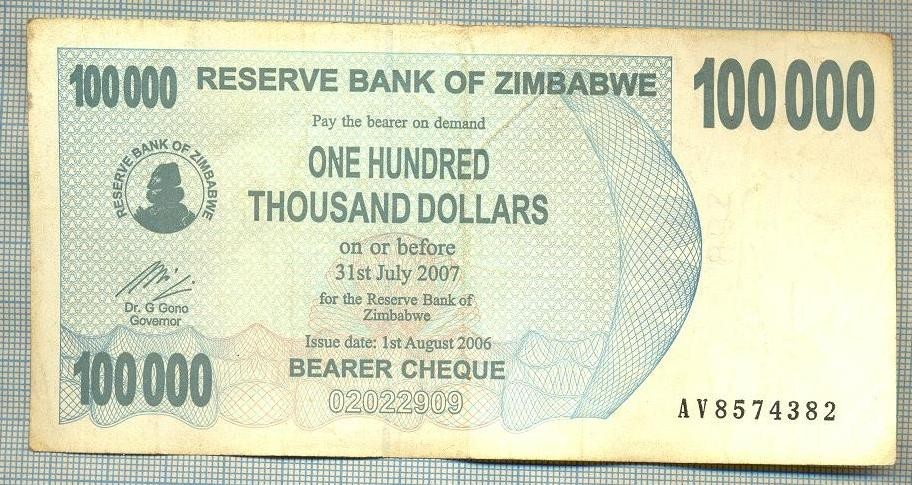 100 000
RESERVE BANK OF ZIMBABWE
100 000
Pay the bearer on demand
ONE HUNDRED
THOUSAND DOLLARS
RESERVE BANK OF ZIMBABWE
on or before
31st July 2007
for the Reserve Bank of
Zimbabwe
Dr. G Gono
Governor
Issue date: 1st August 2006
BEARER CHEQUE
100 000
02022909
AV8574382